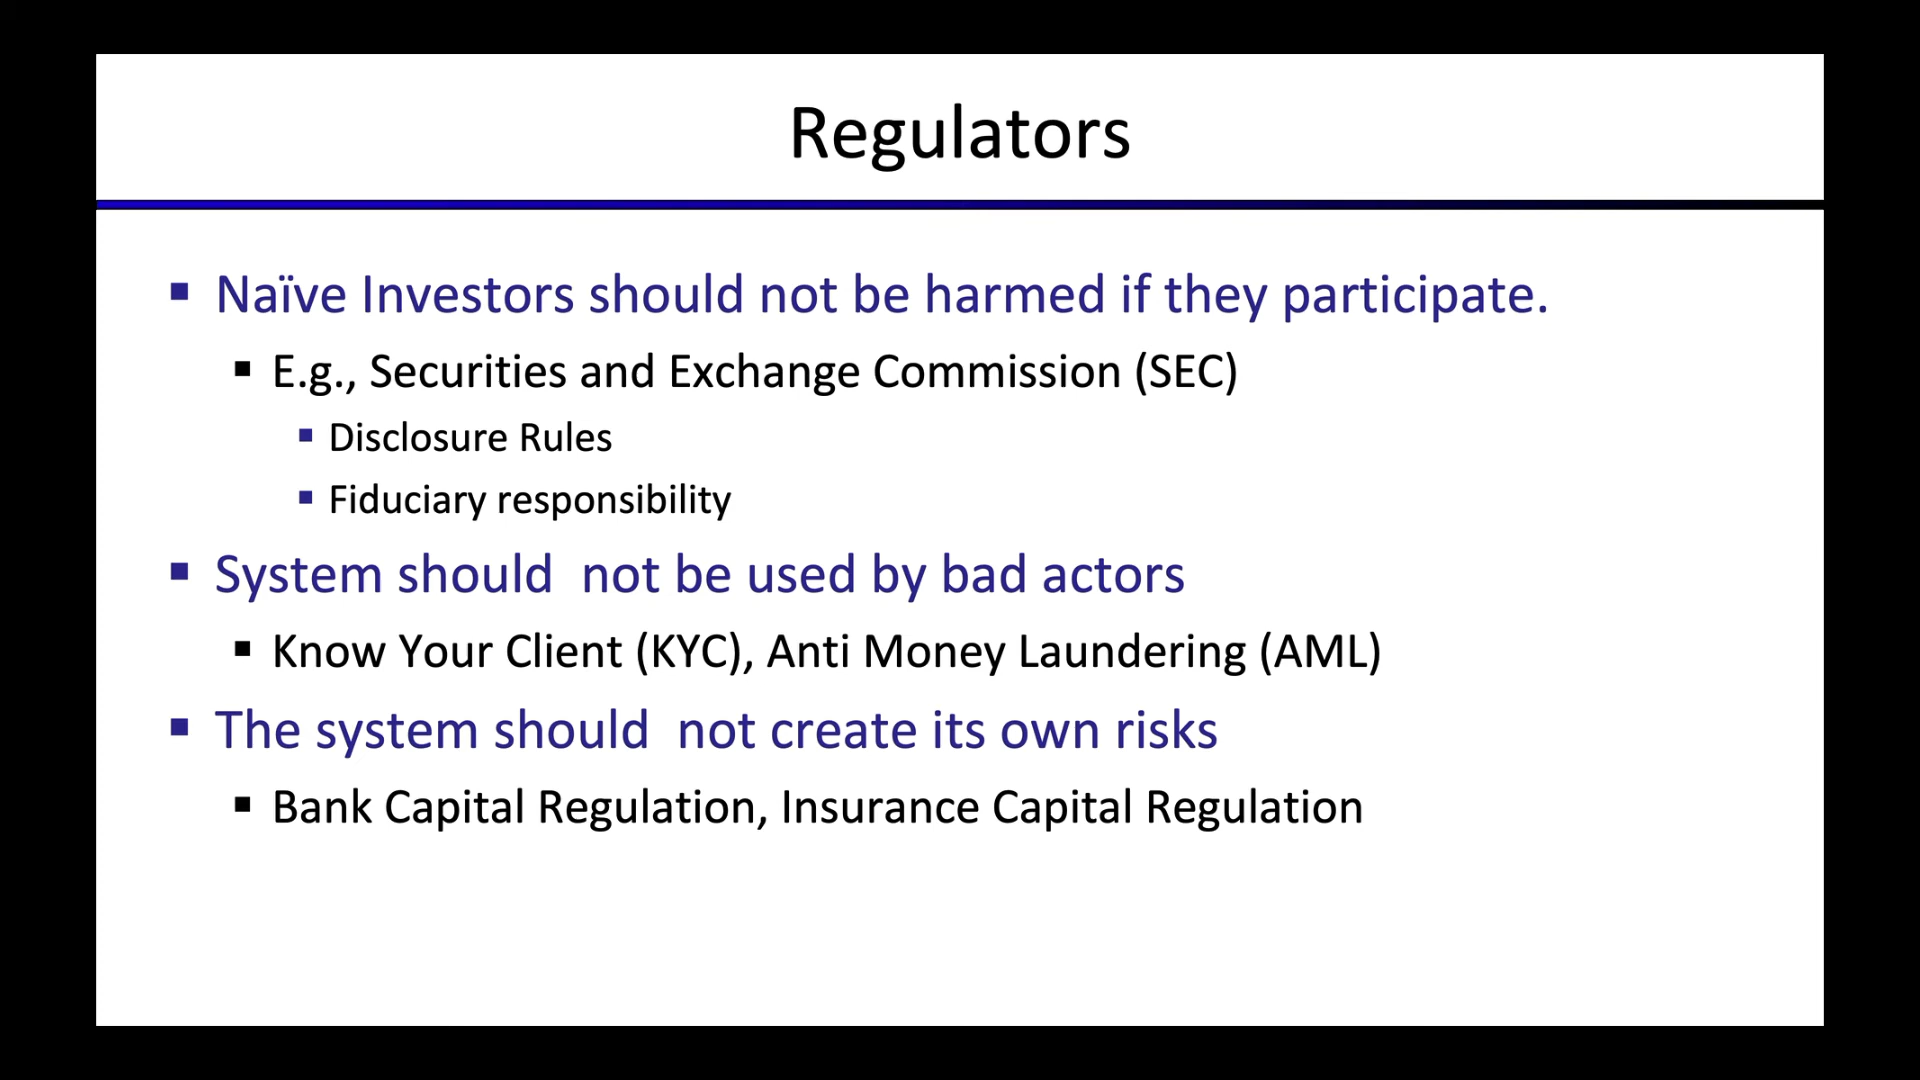 Regulators
Naïve Investors should not be harmed if they participate.
E.g., Securities and Exchange Commission (SEC)
Disclosure Rules
Fiduciary responsibility
System should  not be used by bad actors
Know Your Client (KYC), Anti Money Laundering (AML)
The system should  not create its own risks
Bank Capital Regulation, Insurance Capital Regulation